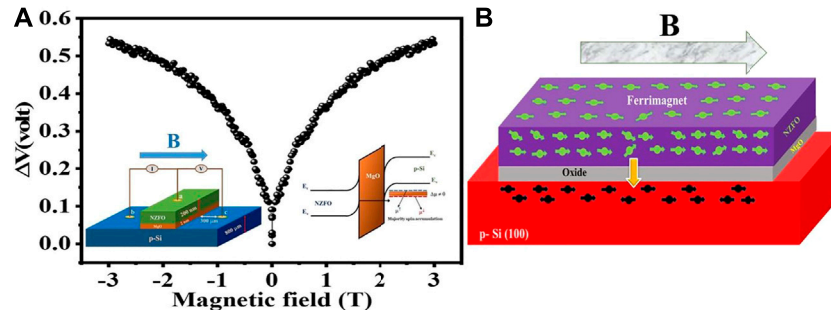 A
ΔV(volt)
0.6
0.5
0.4
0.3
0.2
0.1
0.0
-3
-2
-1
0
1
2
3
Magnetic field (T)
B
I
V
a
b
c
NZFO
MgO
p-Si
MgO
NZFO
p-Si
Δμ ≠ 0
Majority spin accumulation
B
B
Ferrimagnet
NZFO
MgO
Oxide
p- Si (100)